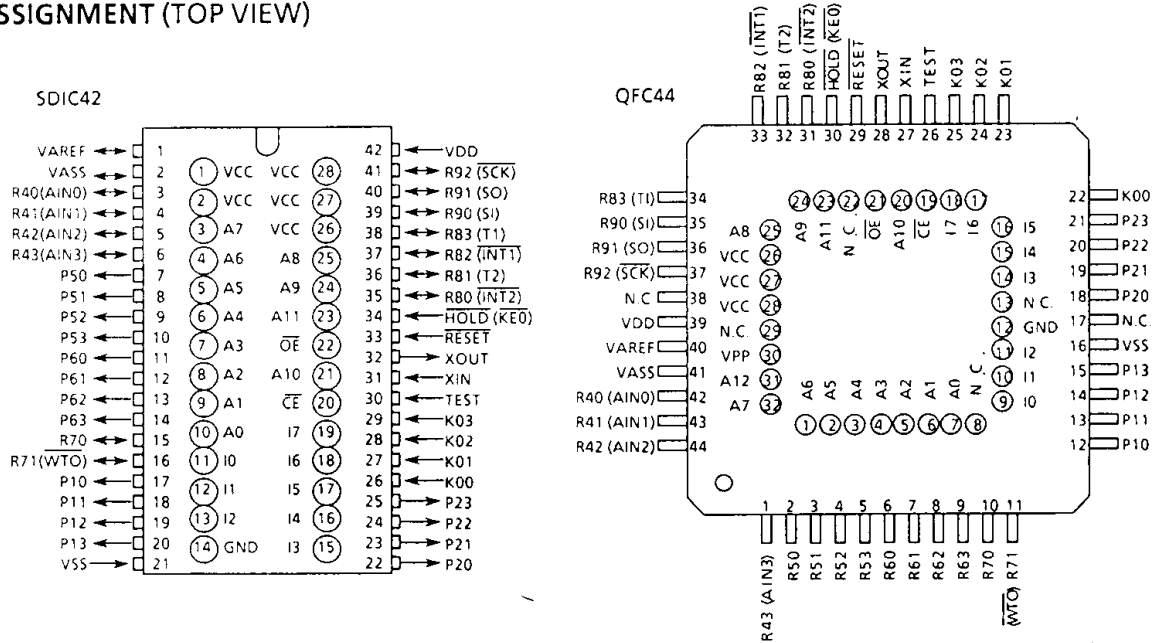 SSIGNMENT (TOP VIEW)
SDIC42
VAREF 1 42 VDD
VASS 2 1 VCC VCC 28 41 R92 (SCK)
R40(AIN0) 3 2 VCC VCC 27 40 R91 (SO)
R41(AIN1) 4 39 R90 (SI)
R42(AIN2) 5 3 A7 VCC 26 38 R83 (T1)
R43(AIN3) 6 4 A6 A8 25 37 R82 (INT1)
P50 7 36 R81 (T2)
P51 8 5 A5 A9 24 35 R80 (INT2)
P52 9 6 A4 A11 23 34 HOLD (KE0)
P53 10 7 A3 OE 22 33 RESET
P60 11 32 XOUT
P61 12 8 A2 A10 21 31 XIN
P62 13 9 A1 CE 20 30 TEST
P63 14 29 K03
R70 15 10 A0 I7 19 28 K02
R71(WTO) 16 11 I0 I6 18 27 K01
P10 17 26 K00
P11 18 12 I1 I5 17 25 P23
P12 19 13 I2 I4 16 24 P22
P13 20 14 GND I3 15 23 P21
VSS 21 22 P20
QFC44
R82 (INT1)
R81 (T2)
R80 (INT2)
HOLD (KE0)
RESET
XOUT
XIN
TEST
K03
K02
K01
33 32 31 30 29 28 27 26 25 24 23
R83 (TI) 34
R90 (SI) 35
R91 (SO) 36
R92 (SCK) 37
N.C 38
VDD 39
VAREF 40
VASS 41
R40 (AIN0) 42
R41 (AIN1) 43
R42 (AIN2) 44
24 23 22 21 20 19 18 17
A9
A11
N.C.
OE
A10
CE
I7
I6
A8 25
VCC 26
VCC 27
VCC 28
N.C. 29
VPP 30
A12 31
A7 32
16 I5
15 I4
14 I3
13 N.C.
12 GND
11 I2
10 I1
9 I0
A6
A5
A4
A3
A2
A1
A0
N.C.
1 2 3 4 5 6 7 8
22 K00
21 P23
20 P22
19 P21
18 P20
17 N.C.
16 VSS
15 P13
14 P12
13 P11
12 P10
1 2 3 4 5 6 7 8 9 10 11
R43 (AIN3)
R50
R51
R52
R53
R60
R61
R62
R63
R70
(WTO) R71